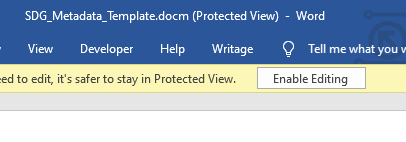 SDG_Metadata_Template.docm (Protected View) - Word
View Developer Help Writage Tell me what you w
eed to edit, it's safer to stay in Protected View. Enable Editing